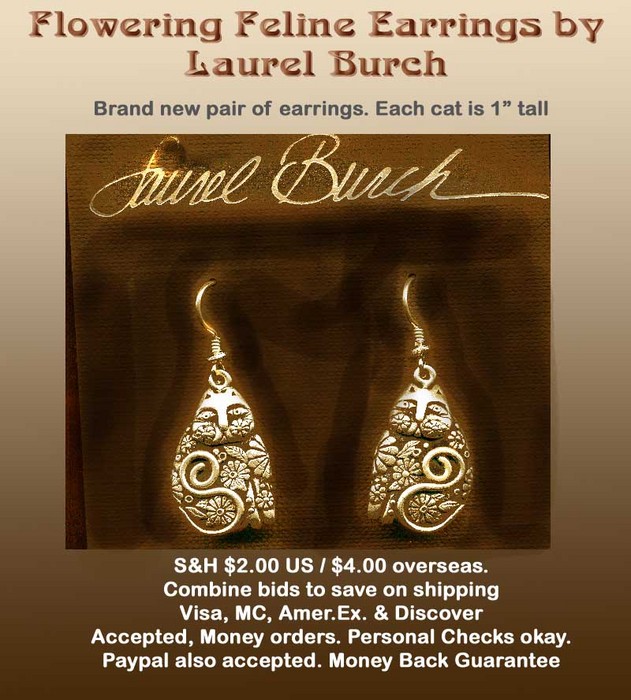 Flowering Feline Earrings by
Laurel Burch
Brand new pair of earrings. Each cat is 1” tall
Laurel Burch
S&H $2.00 US / $4.00 overseas.
Combine bids to save on shipping
Visa, MC, Amer.Ex. & Discover
Accepted, Money orders. Personal Checks okay.
Paypal also accepted. Money Back Guarantee